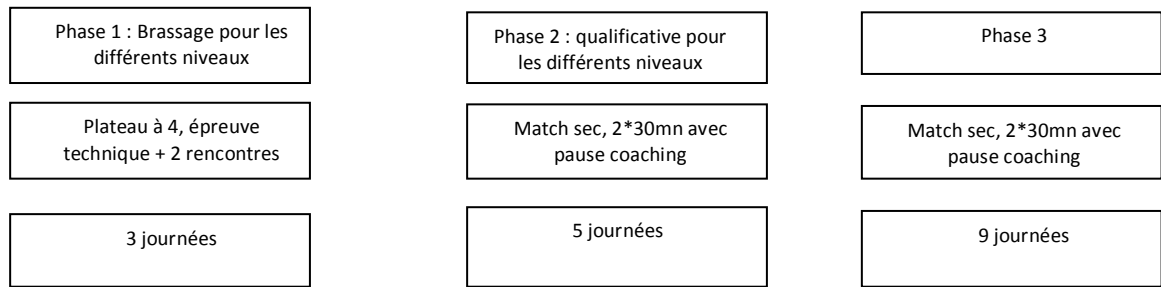 Phase 1 : Brassage pour les
différents niveaux
Phase 2 : qualificative pour
les différents niveaux
Phase 3
Plateau à 4, épreuve
technique + 2 rencontres
Match sec, 2*30mn avec
pause coaching
Match sec, 2*30mn avec
pause coaching
3 journées
5 journées
9 journées